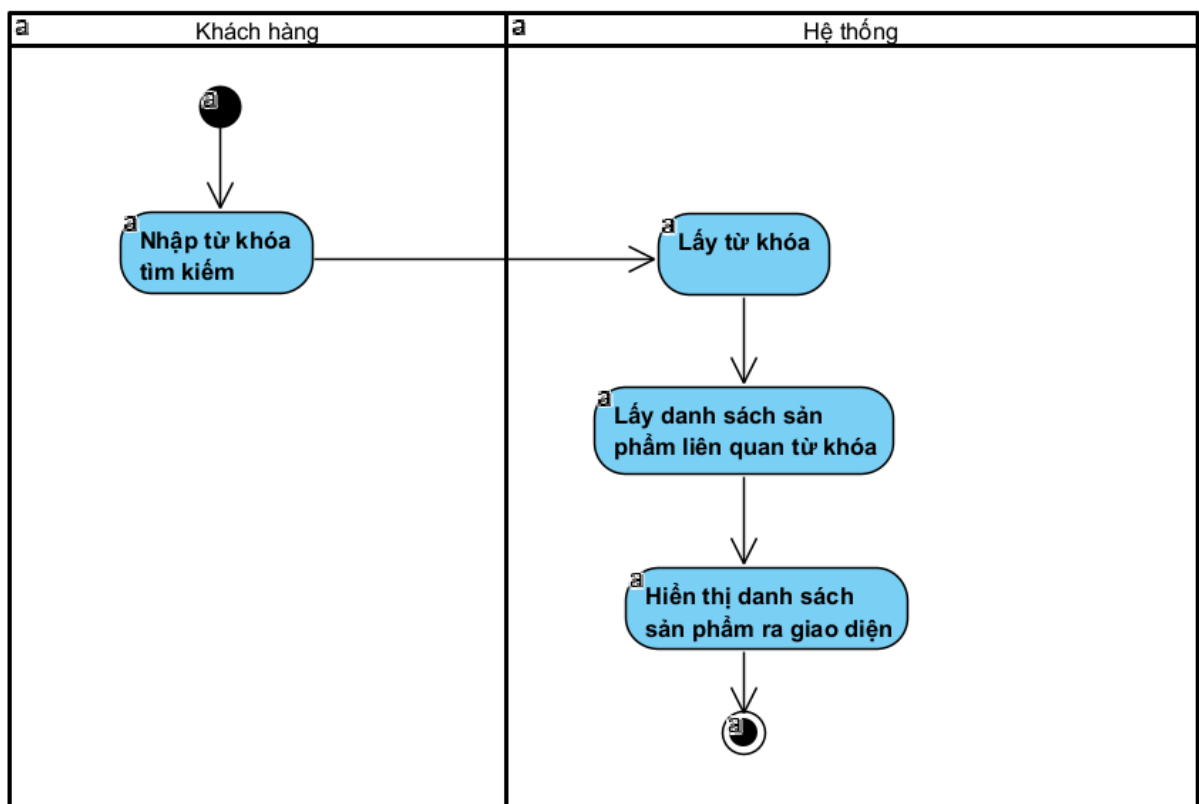 Khách hàng
Hệ thống
Nhập từ khóa
tìm kiếm
Lấy từ khóa
Lấy danh sách sản
phẩm liên quan từ khóa
Hiển thị danh sách
sản phẩm ra giao diện